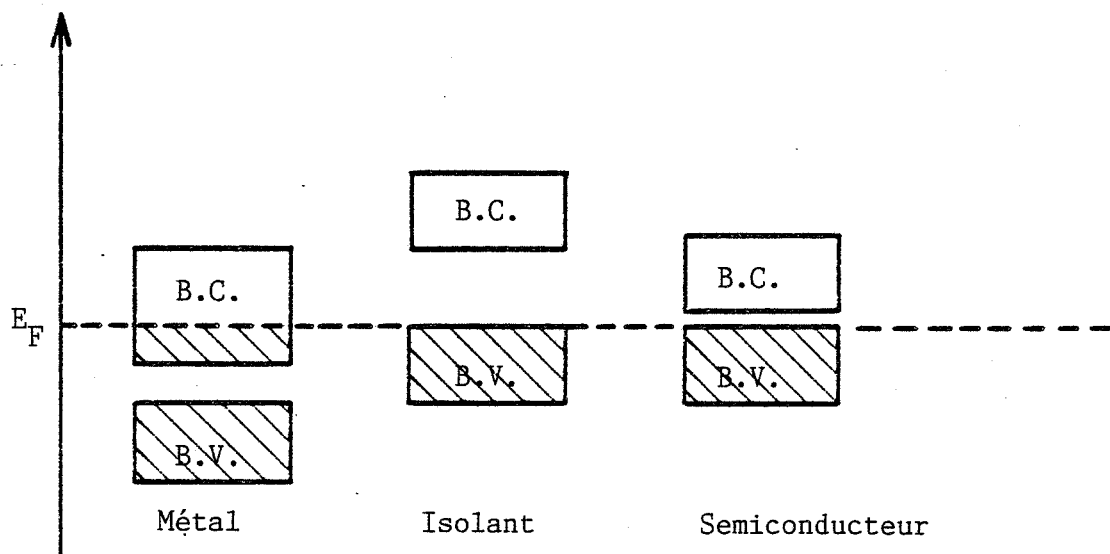 B.C.
B.C.
B.C.
E_F
B.V.
B.V.
B.V.
Métal
Isolant
Semiconducteur